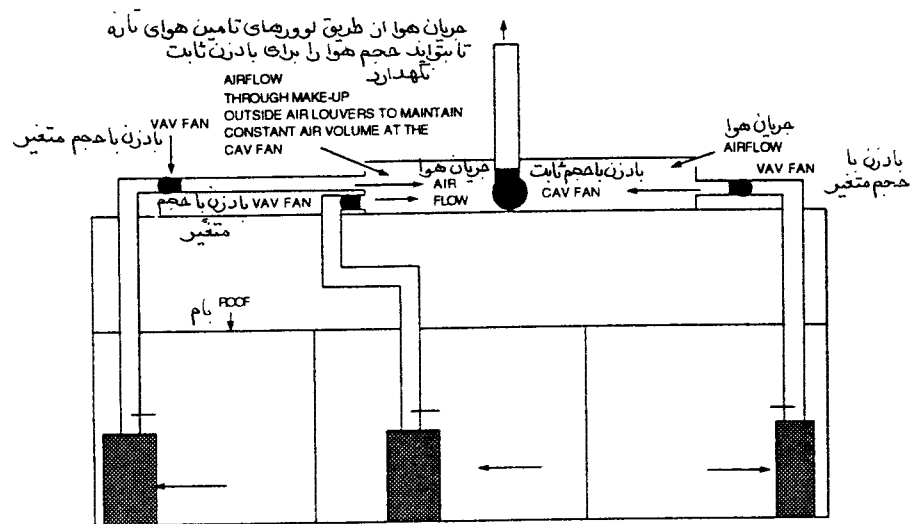 جریان هوا از طریق لوورهای تامین هوای تازه
تا بتواند حجم هوا را برای بادزن ثابت
نگهدارد
AIRFLOW
THROUGH MAKE-UP
OUTSIDE AIR LOUVERS TO MAINTAIN
CONSTANT AIR VOLUME AT THE
CAV FAN
VAV FAN
بادزن با حجم متغیر
جریان هوا
AIRFLOW
VAV FAN
بادزن با
حجم متغیر
جریان هوا
AIR
FLOW
بادزن با حجم ثابت
CAV FAN
بادزن با حجم VAV FAN
متغیر
بام ROOF